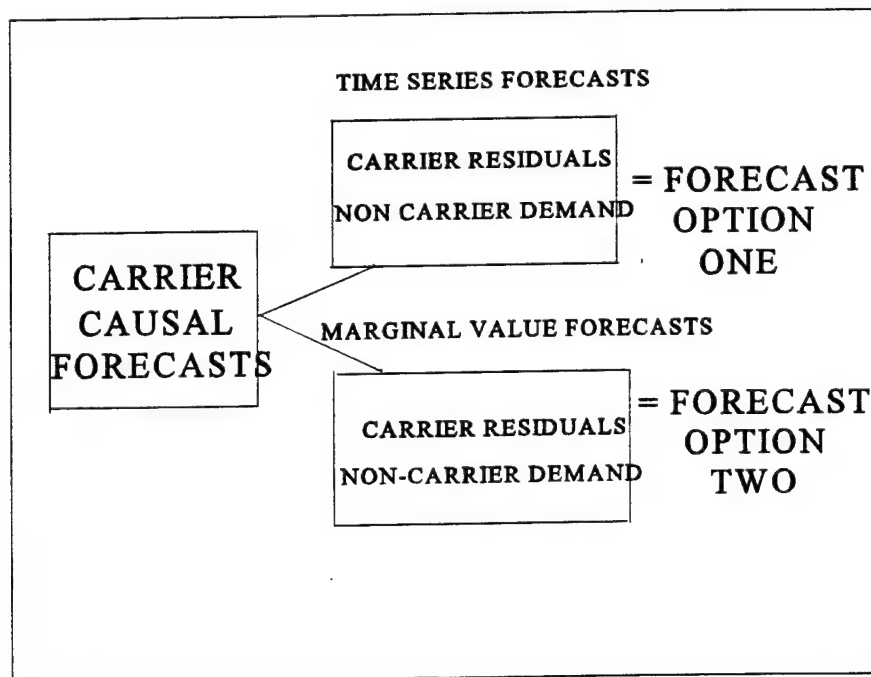 TIME SERIES FORECASTS
CARRIER RESIDUALS
NON CARRIER DEMAND
= FORECAST
OPTION
ONE
CARRIER
CAUSAL
FORECASTS
MARGINAL VALUE FORECASTS
CARRIER RESIDUALS
NON-CARRIER DEMAND
= FORECAST
OPTION
TWO